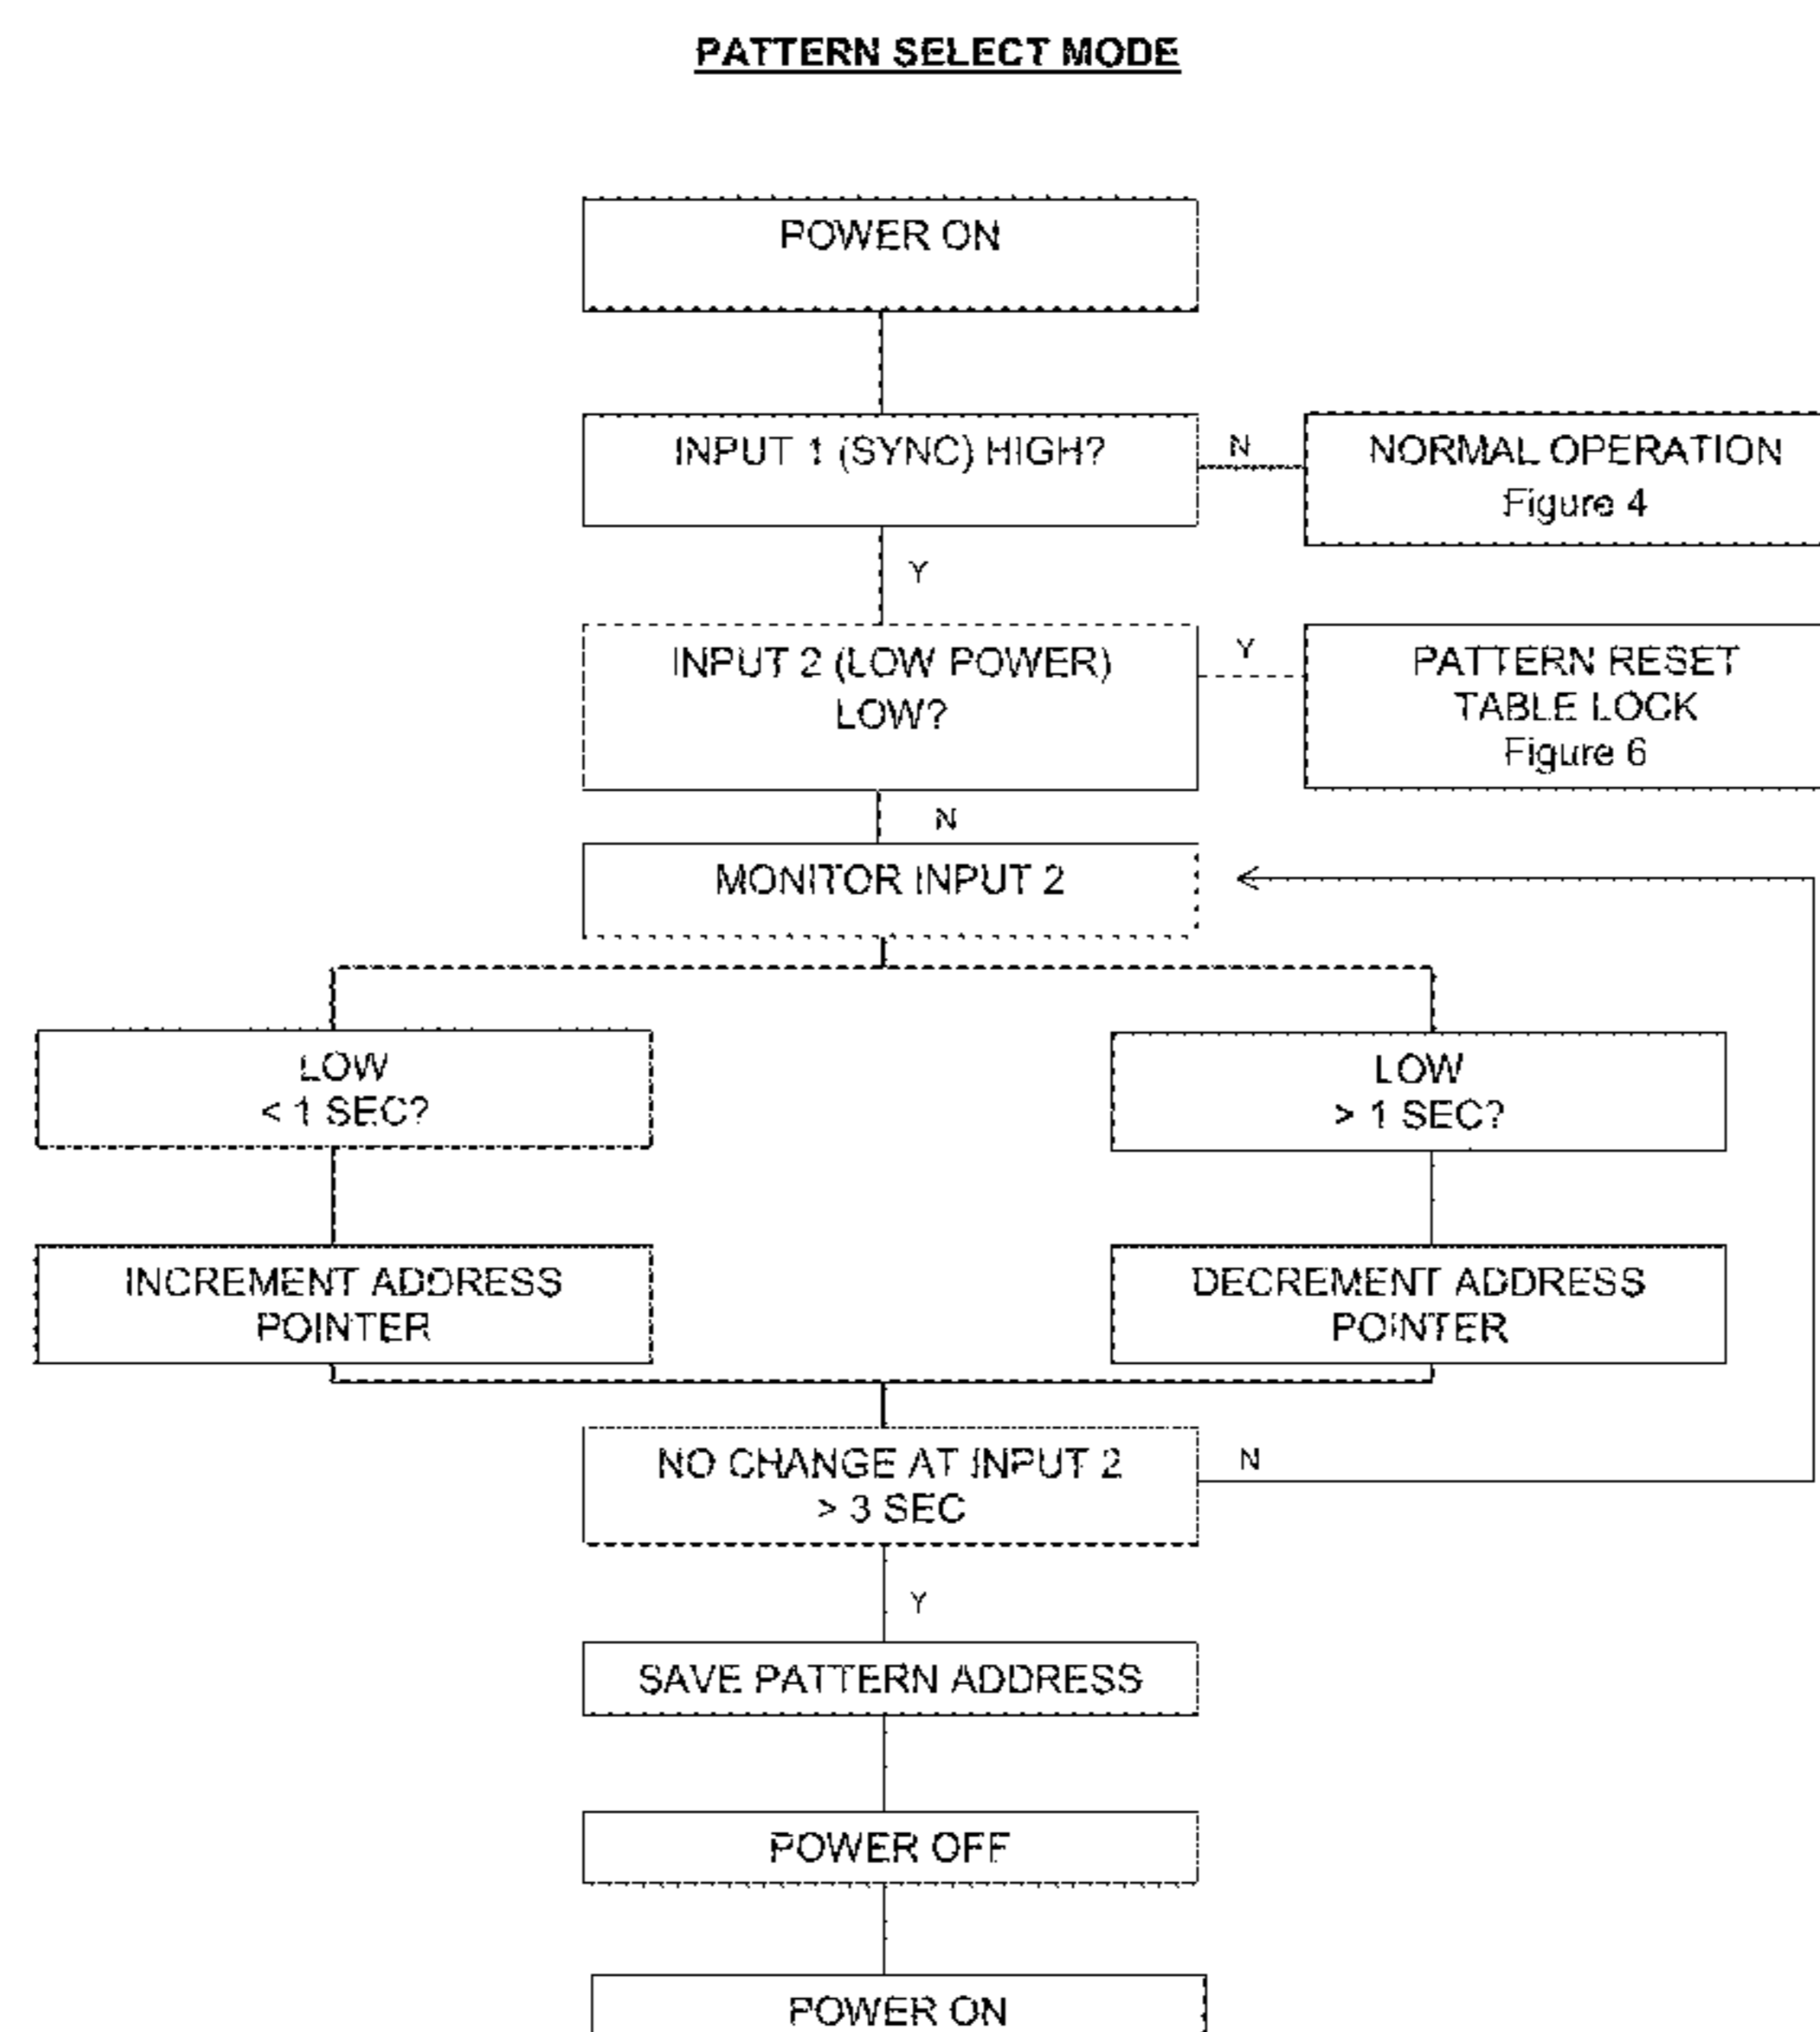 PATTERN SELECT MODE
POWER ON
INPUT 1 (SYNC) HIGH?
N
NORMAL OPERATION
Figure 4
Y
INPUT 2 (LOW POWER)
LOW?
Y
PATTERN RESET
TABLE LOCK
Figure 6
N
MONITOR INPUT 2
LOW
< 1 SEC?
LOW
> 1 SEC?
INCREMENT ADDRESS
POINTER
DECREMENT ADDRESS
POINTER
NO CHANGE AT INPUT 2
> 3 SEC
N
Y
SAVE PATTERN ADDRESS
POWER OFF
POWER ON